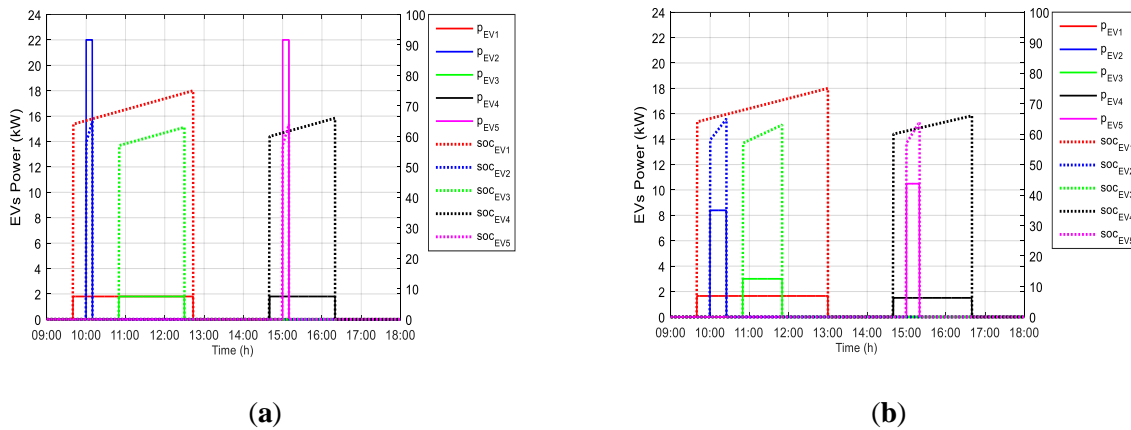 24
22
20
18
16
14
12
10
8
6
4
2
0
EVs Power (kW)
100
90
80
70
60
50
40
30
20
10
0
09:00 10:00 11:00 12:00 13:00 14:00 15:00 16:00 17:00 18:00
Time (h)
pEV1
pEV2
pEV3
pEV4
pEV5
socEV1
socEV2
socEV3
socEV4
socEV5
(a)
24
22
20
18
16
14
12
10
8
6
4
2
0
EVs Power (kW)
100
90
80
70
60
50
40
30
20
10
0
09:00 10:00 11:00 12:00 13:00 14:00 15:00 16:00 17:00 18:00
Time (h)
pEV1
pEV2
pEV3
pEV4
pEV5
socEV1
socEV2
socEV3
socEV4
socEV5
(b)